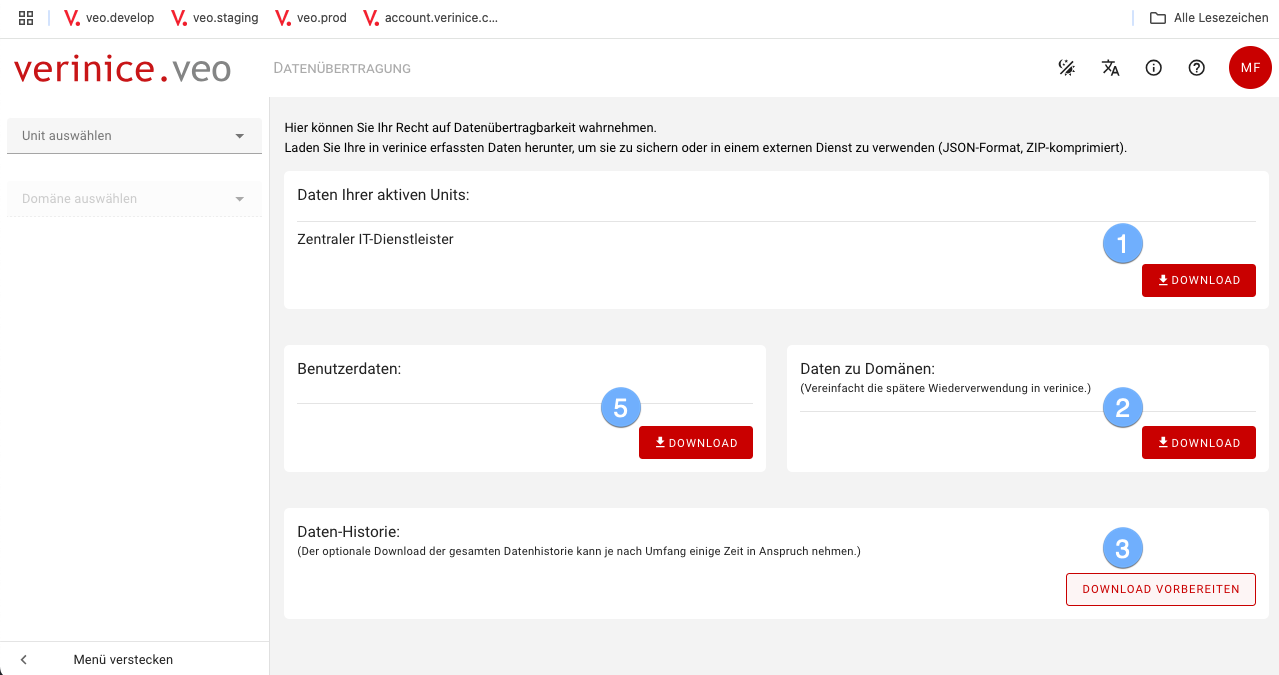 veo.develop veo.staging veo.prod account.verinice.c... Alle Lesezeichen
verinice.veo DATENÜBERTRAGUNG MF
Unit auswählen
Domäne auswählen
Hier können Sie Ihr Recht auf Datenübertragbarkeit wahrnehmen.
Laden Sie Ihre in verinice erfassten Daten herunter, um sie zu sichern oder in einem externen Dienst zu verwenden (JSON-Format, ZIP-komprimiert).
Daten Ihrer aktiven Units:
Zentraler IT-Dienstleister
1
DOWNLOAD
Benutzerdaten:
5
DOWNLOAD
Daten zu Domänen:
(Vereinfacht die spätere Wiederverwendung in verinice.)
2
DOWNLOAD
Daten-Historie:
(Der optionale Download der gesamten Datenhistorie kann je nach Umfang einige Zeit in Anspruch nehmen.)
3
DOWNLOAD VORBEREITEN
Menü verstecken